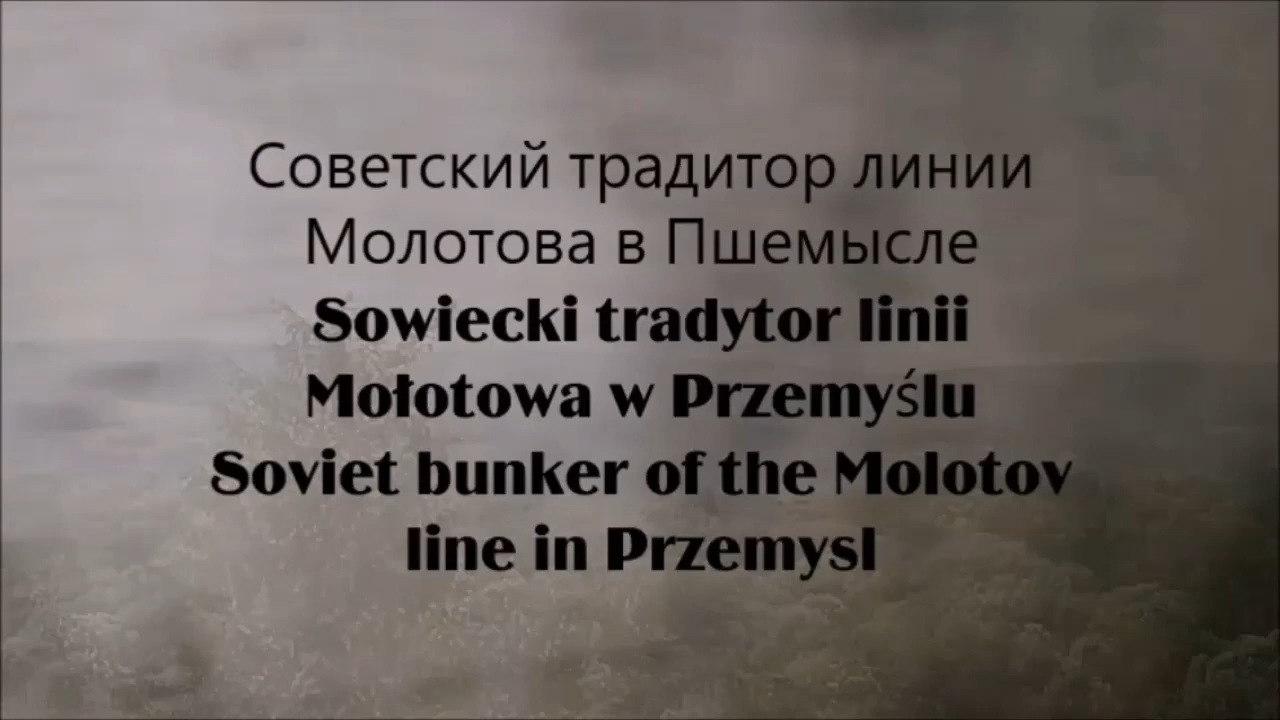 Советский традитор линии
Молотова в Пшемысле
Sowiecki tradytor linii
Mołotowa w Przemyślu
Soviet bunker of the Molotov
line in Przemysl